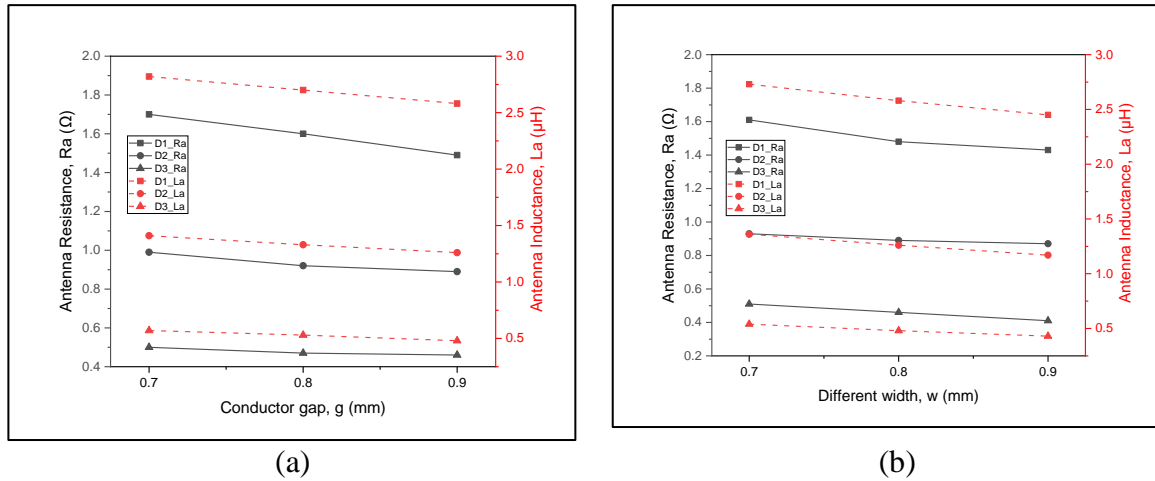 2.0
1.8
1.6
1.4
1.2
1.0
0.8
0.6
0.4
Antenna Resistance, Ra (Ω)
D1_Ra
D2_Ra
D3_Ra
D1_La
D2_La
D3_La
3.0
2.5
2.0
1.5
1.0
0.5
Antenna Inductance, La (μH)
0.7 0.8 0.9
Conductor gap, g (mm)
(a)
2.0
1.8
1.6
1.4
1.2
1.0
0.8
0.6
0.4
0.2
Antenna Resistance, Ra (Ω)
D1_Ra
D2_Ra
D3_Ra
D1_La
D2_La
D3_La
3.0
2.5
2.0
1.5
1.0
0.5
Antenna Inductance, La (μH)
0.7 0.8 0.9
Different width, w (mm)
(b)